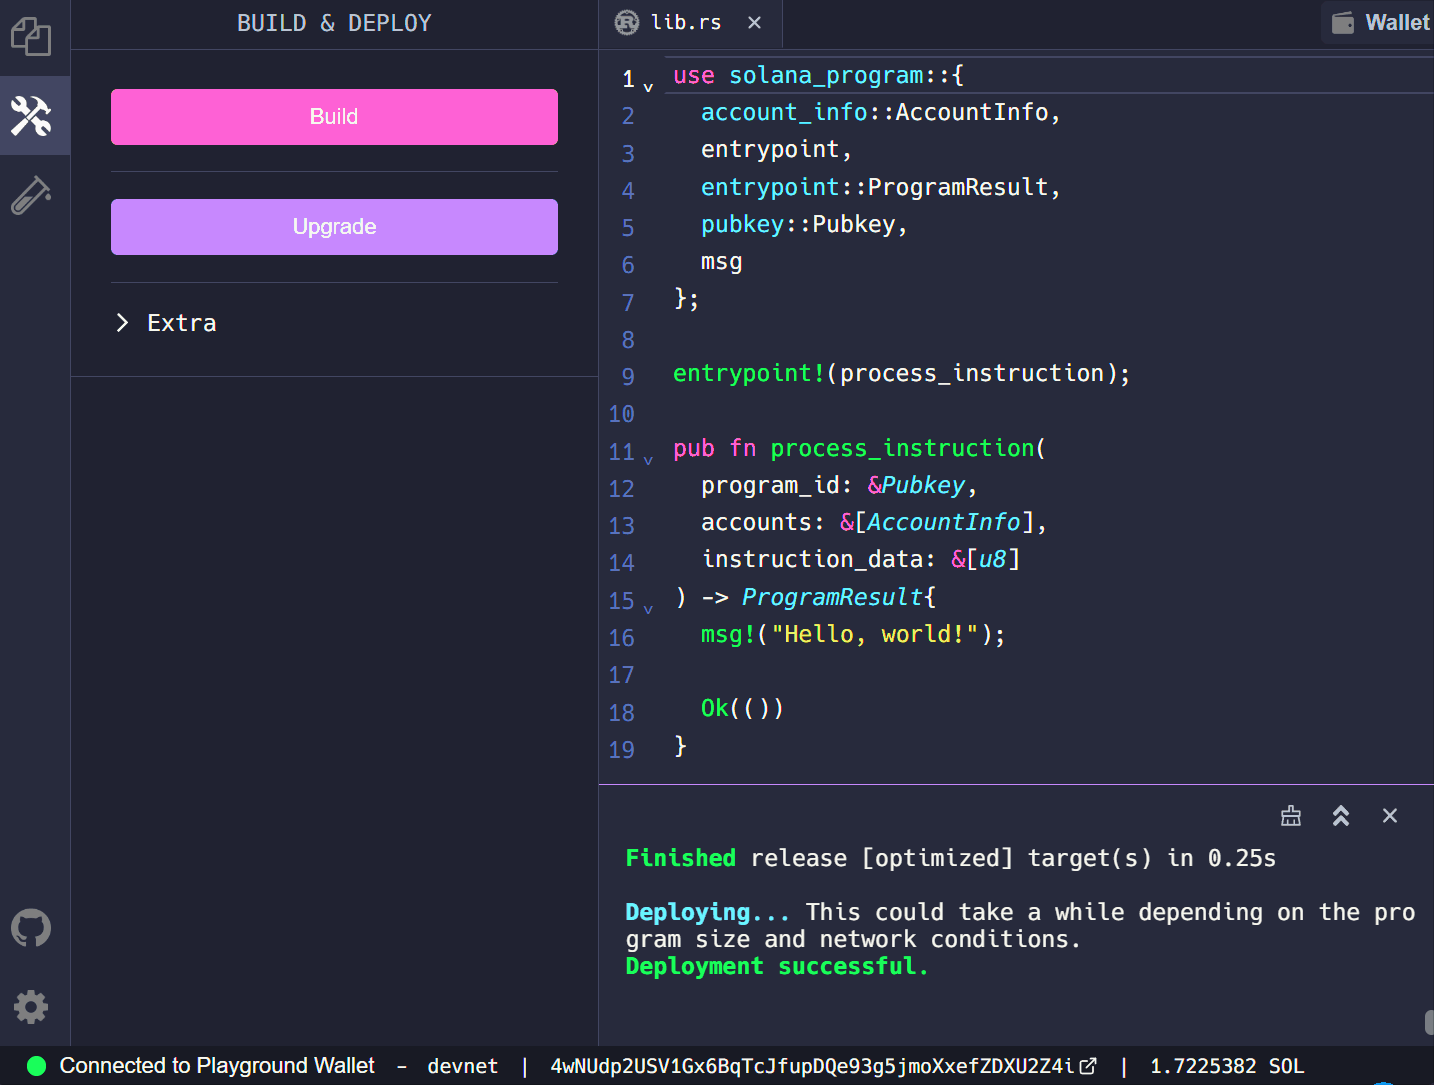 BUILD & DEPLOY
Build
Upgrade
Extra
lib.rs
Wallet
1 use solana_program::{
2 account_info::AccountInfo,
3 entrypoint,
4 entrypoint::ProgramResult,
5 pubkey::Pubkey,
6 msg
7 };
8
9 entrypoint!(process_instruction);
10
11 pub fn process_instruction(
12 program_id: &Pubkey,
13 accounts: &[AccountInfo],
14 instruction_data: &[u8]
15 ) -> ProgramResult{
16 msg!("Hello, world!");
17
18 Ok(())
19 }
Finished release [optimized] target(s) in 0.25s
Deploying... This could take a while depending on the pro
gram size and network conditions.
Deployment successful.
Connected to Playground Wallet - devnet | 4wNUdp2USV1Gx6BqTcJfupDQe93g5jmoXxefZDXU2Z4i | 1.7225382 SOL